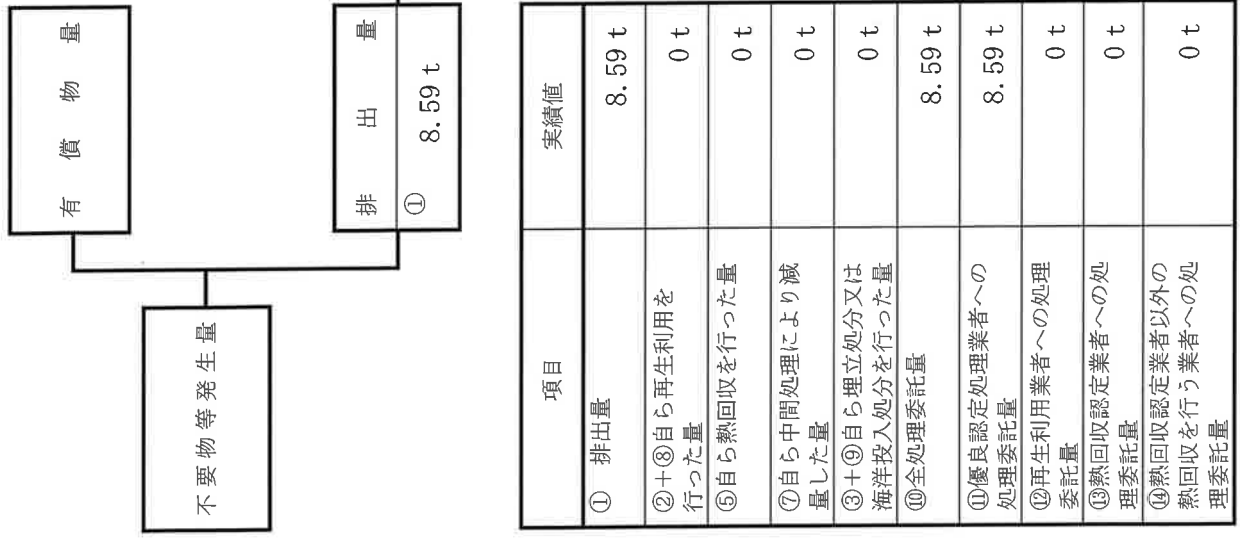 有償物量
不要物等発生量
排出量
① 8.59 t
項目 実績値
① 排出量 8.59 t
②+⑧自ら再生利用を
行った量 0 t
⑤自ら熱回収を行った量 0 t
⑦自ら中間処理により減
量した量 0 t
③+⑨自ら埋立処分又は
海洋投入処分を行った量 0 t
⑩全処理委託量 8.59 t
⑪優良認定処理業者への
処理委託量 8.59 t
⑫再生利用業者への処理
委託量 0 t
⑬熱回収認定業者への処
理委託量 0 t
⑭熱回収認定業者以外の
熱回収を行う業者への処
理委託量 0 t